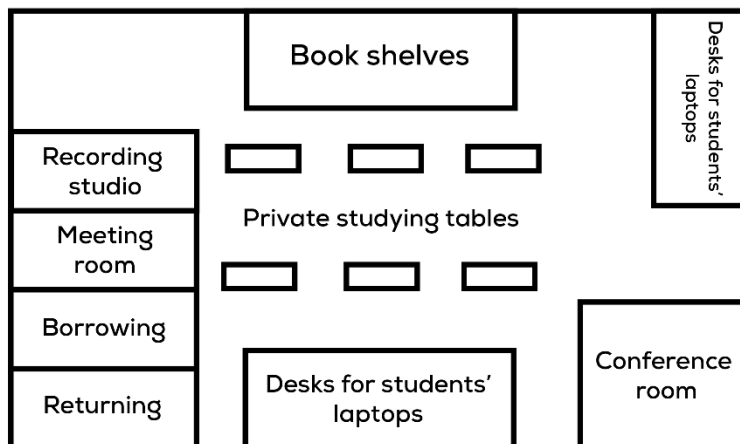 Book shelves
Desks for students'
laptops
Recording
studio
Private studying tables
Meeting
room
Borrowing
Returning
Desks for students'
laptops
Conference
room